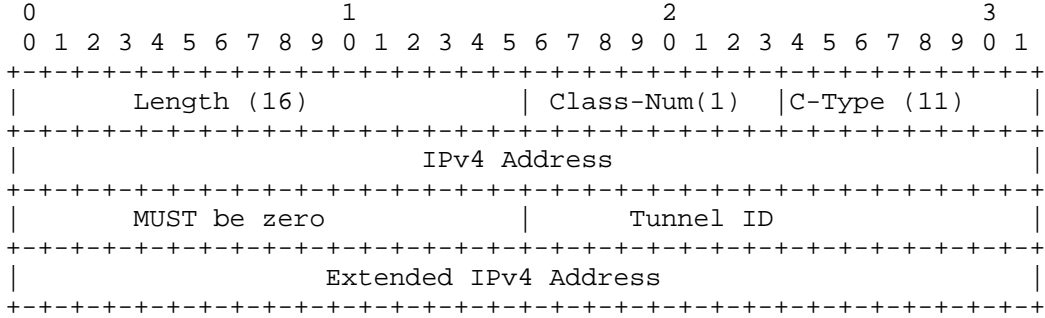 0                   1                   2                   3
 0 1 2 3 4 5 6 7 8 9 0 1 2 3 4 5 6 7 8 9 0 1 2 3 4 5 6 7 8 9 0 1
+-+-+-+-+-+-+-+-+-+-+-+-+-+-+-+-+-+-+-+-+-+-+-+-+-+-+-+-+-+-+-+-+
|       Length (16)             | Class-Num(1)  |C-Type (11)    |
+-+-+-+-+-+-+-+-+-+-+-+-+-+-+-+-+-+-+-+-+-+-+-+-+-+-+-+-+-+-+-+-+
|                         IPv4 Address                          |
+-+-+-+-+-+-+-+-+-+-+-+-+-+-+-+-+-+-+-+-+-+-+-+-+-+-+-+-+-+-+-+-+
|       MUST be zero            |      Tunnel ID                |
+-+-+-+-+-+-+-+-+-+-+-+-+-+-+-+-+-+-+-+-+-+-+-+-+-+-+-+-+-+-+-+-+
|                   Extended IPv4 Address                       |
+-+-+-+-+-+-+-+-+-+-+-+-+-+-+-+-+-+-+-+-+-+-+-+-+-+-+-+-+-+-+-+-+